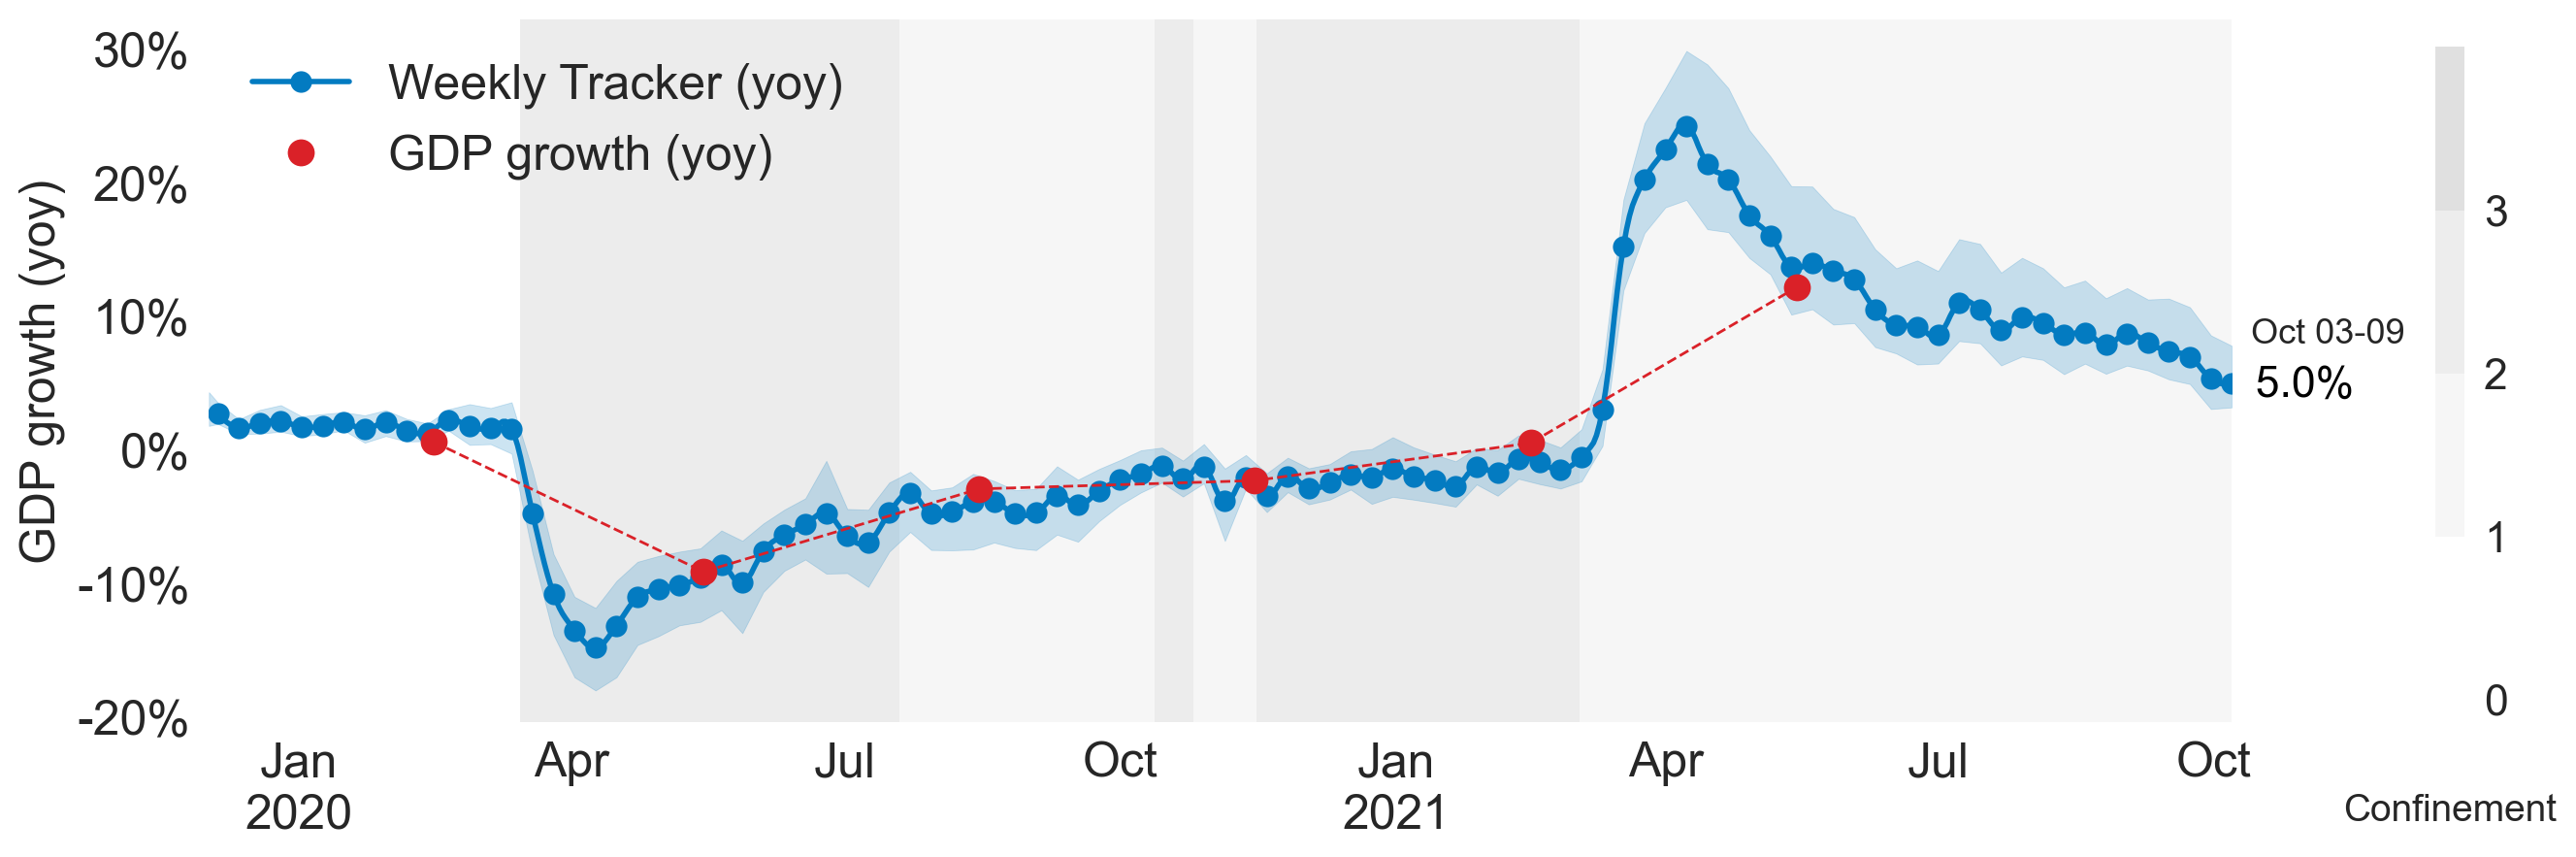 30%
20%
10%
0%
-10%
-20%
GDP growth (yoy)
Weekly Tracker (yoy)
GDP growth (yoy)
Oct 03-09
5.0%
3
2
1
0
Confinement
Jan Apr Jul Oct Jan Apr Jul Oct
2020 2021